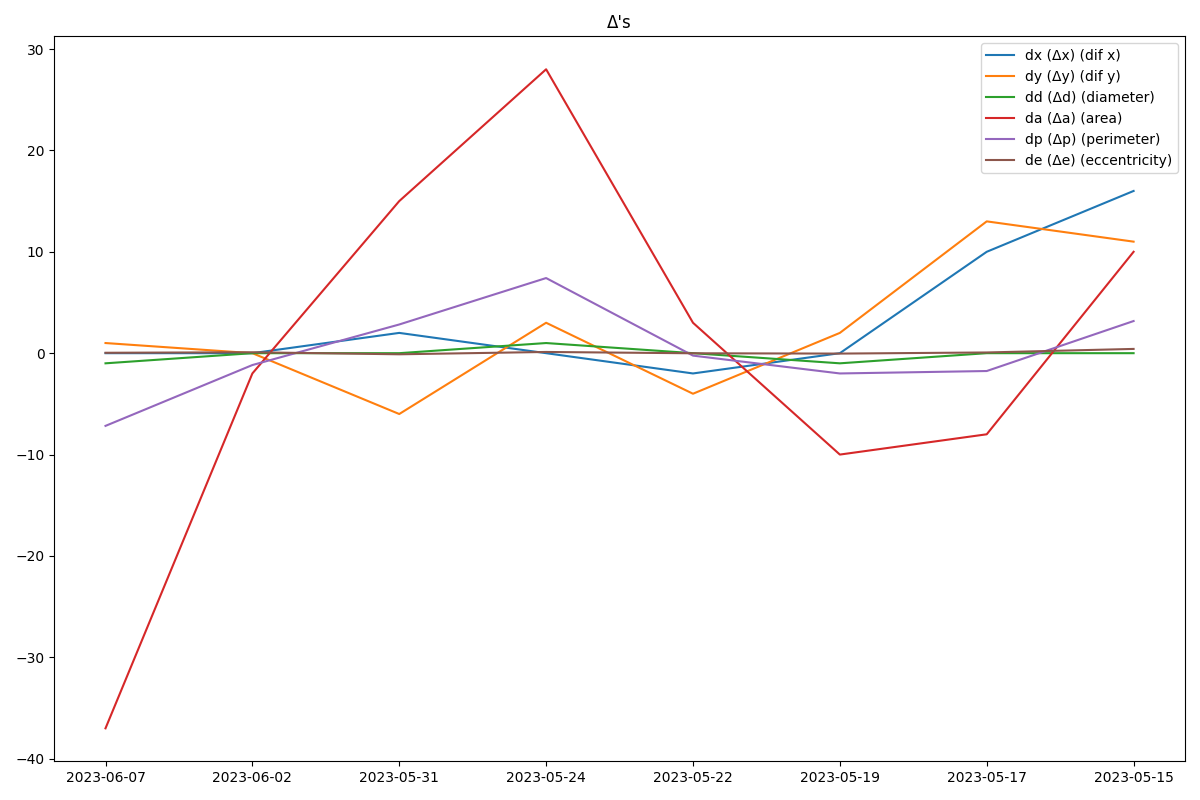 Δ's
dx (Δx) (dif x)
dy (Δy) (dif y)
dd (Δd) (diameter)
da (Δa) (area)
dp (Δp) (perimeter)
de (Δe) (eccentricity)
30
20
10
0
−10
−20
−30
−40
2023-06-07 2023-06-02 2023-05-31 2023-05-24 2023-05-22 2023-05-19 2023-05-17 2023-05-15